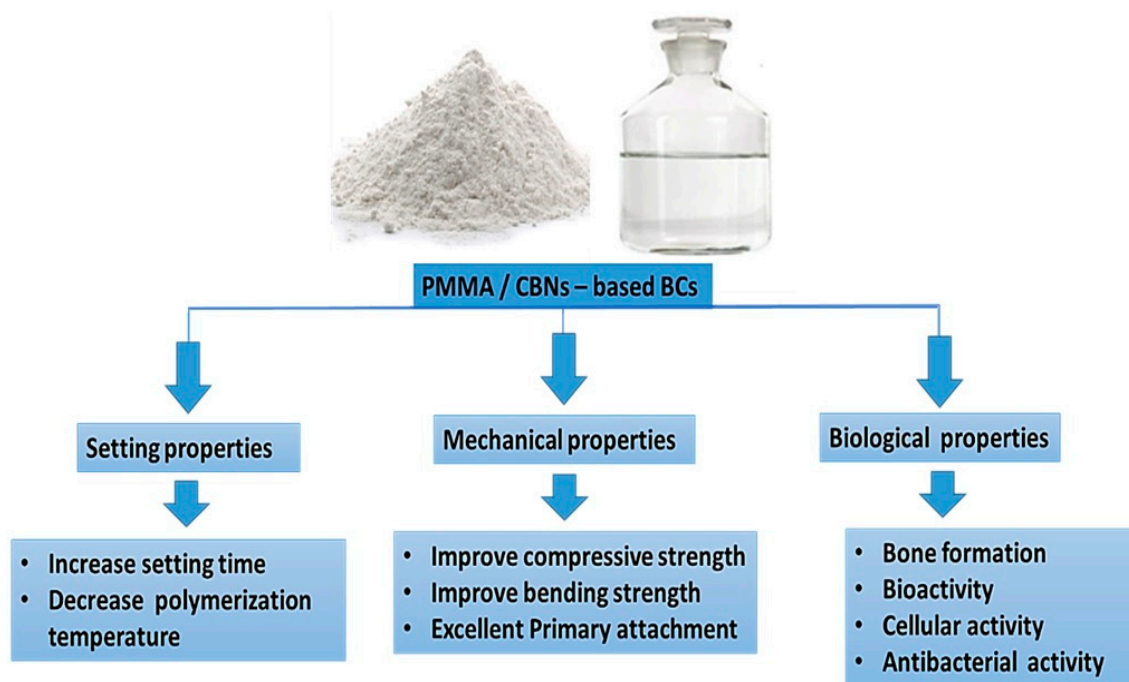 PMMA / CBNs – based BCs
Setting properties
Mechanical properties
Biological properties
• Increase setting time
• Decrease polymerization
temperature
• Improve compressive strength
• Improve bending strength
• Excellent Primary attachment
• Bone formation
• Bioactivity
• Cellular activity
• Antibacterial activity